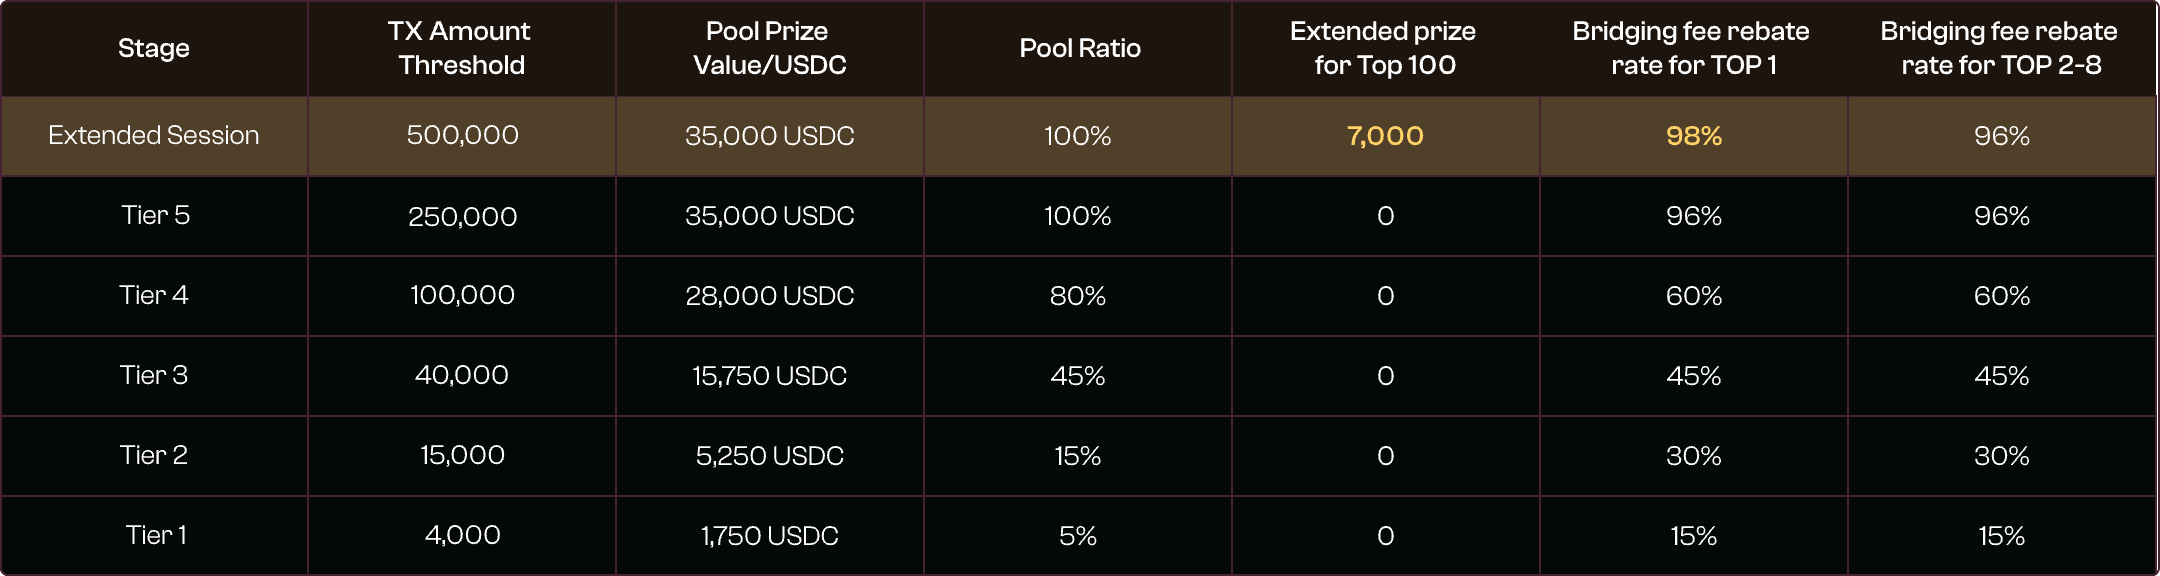 Stage
TX Amount
Threshold
Pool Prize
Value/USDC
Pool Ratio
Extended prize
for Top 100
Bridging fee rebate
rate for TOP 1
Bridging fee rebate
rate for TOP 2-8
Extended Session 500,000 35,000 USDC 100% 7,000 98% 96%
Tier 5 250,000 35,000 USDC 100% 0 96% 96%
Tier 4 100,000 28,000 USDC 80% 0 60% 60%
Tier 3 40,000 15,750 USDC 45% 0 45% 45%
Tier 2 15,000 5,250 USDC 15% 0 30% 30%
Tier 1 4,000 1,750 USDC 5% 0 15% 15%